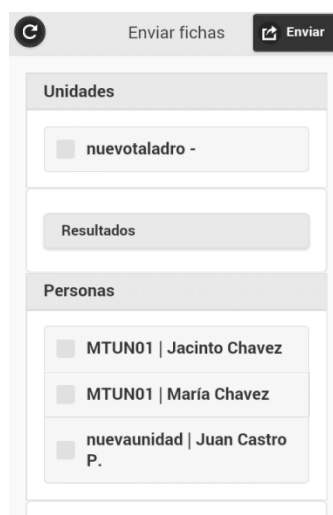 Enviar fichas
Enviar
Unidades
nuevotaladro -
Resultados
Personas
MTUN01 | Jacinto Chavez
MTUN01 | María Chavez
nuevaunidad | Juan Castro
P.